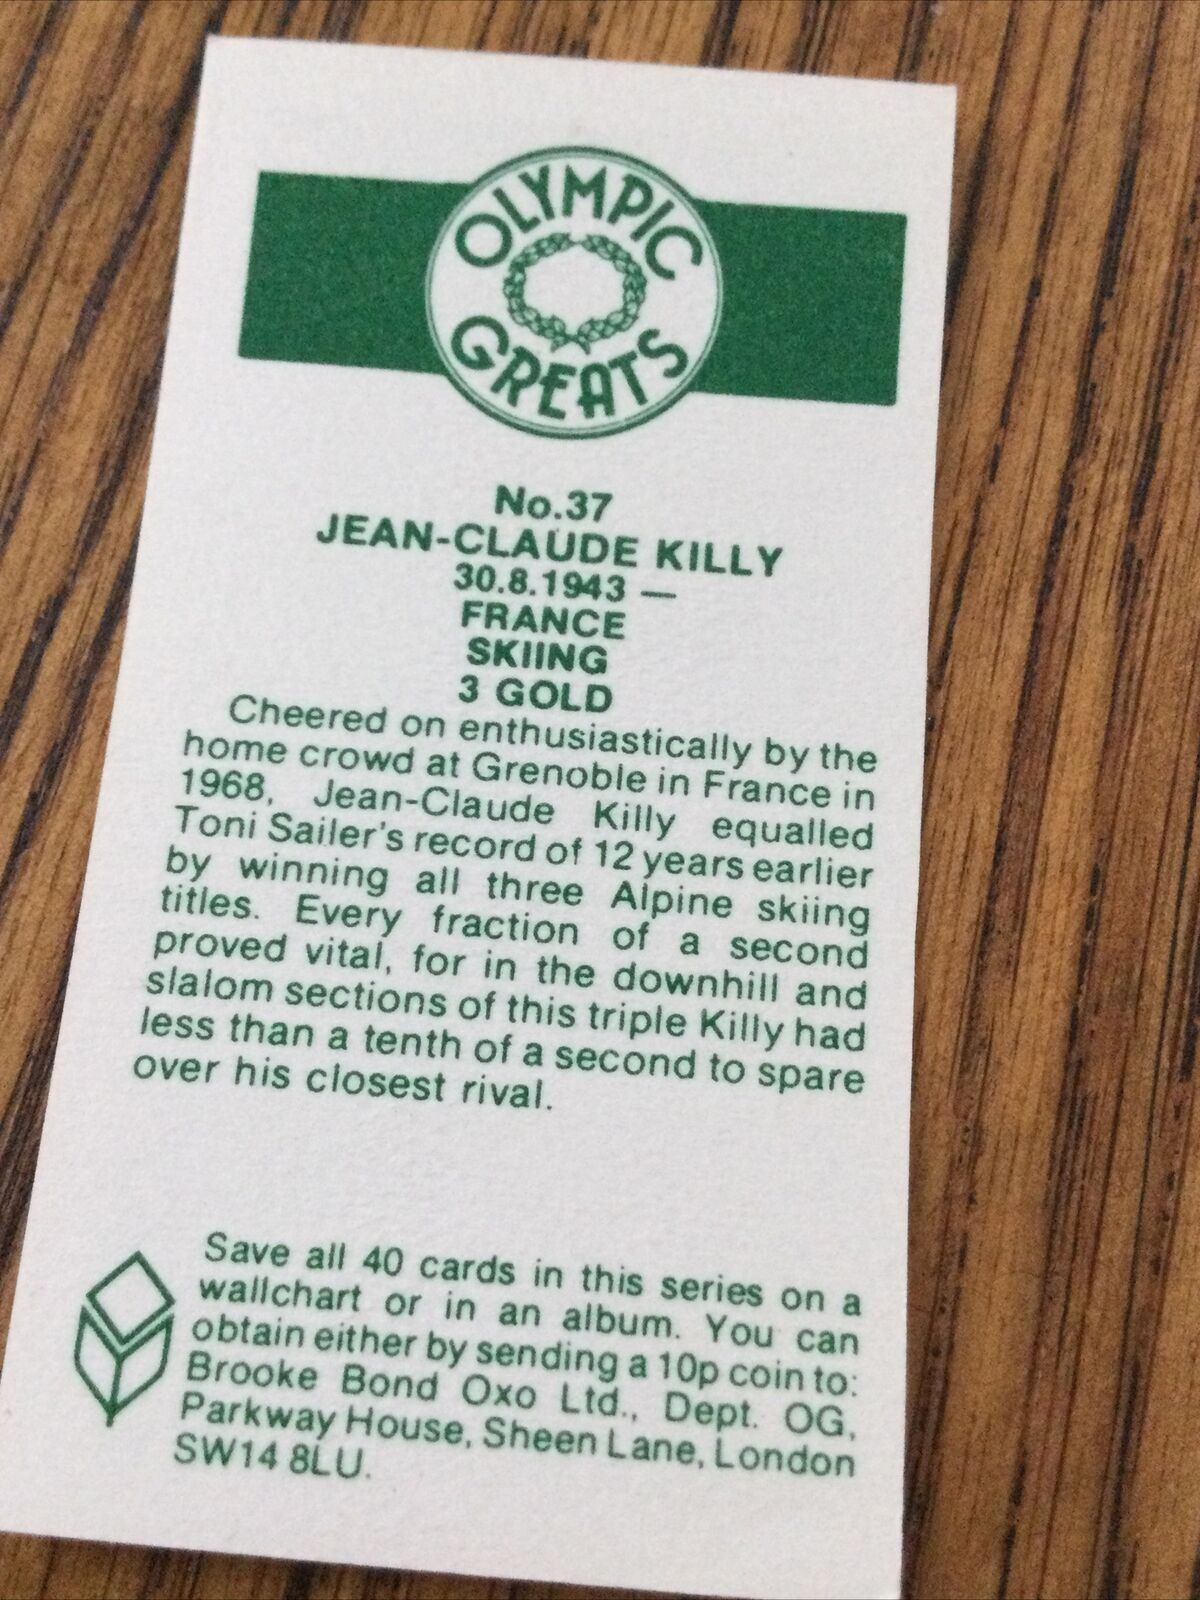 OLYMPIC
GREATS
No.37
JEAN-CLAUDE KILLY
30.8.1943 —
FRANCE
SKIING
3 GOLD
Cheered on enthusiastically by the
home crowd at Grenoble in France in
1968, Jean-Claude Killy equalled
Toni Sailer's record of 12 years earlier
by winning all three Alpine skiing
titles. Every fraction of a second
proved vital, for in the downhill and
slalom sections of this triple Killy had
less than a tenth of a second to spare
over his closest rival.
Save all 40 cards in this series on a
wallchart or in an album. You can
obtain either by sending a 10p coin to:
Brooke Bond Oxo Ltd., Dept. OG,
Parkway House, Sheen Lane, London
SW14 8LU.